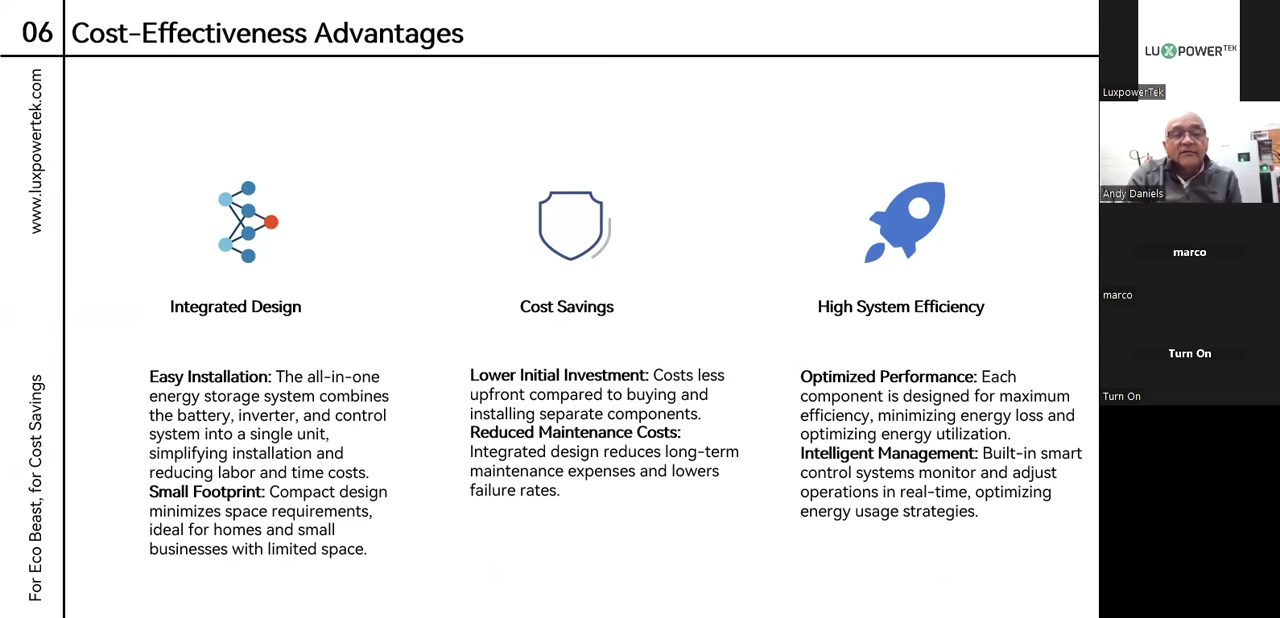 06
Cost-Effectiveness Advantages
www.luxpowertek.com
For Eco Beast, for Cost Savings
Integrated Design
Easy Installation: The all-in-one
energy storage system combines
the battery, inverter, and control
system into a single unit,
simplifying installation and
reducing labor and time costs.
Small Footprint: Compact design
minimizes space requirements,
ideal for homes and small
businesses with limited space.
Cost Savings
Lower Initial Investment: Costs less
upfront compared to buying and
installing separate components.
Reduced Maintenance Costs:
Integrated design reduces long-term
maintenance expenses and lowers
failure rates.
High System Efficiency
Optimized Performance: Each
component is designed for maximum
efficiency, minimizing energy loss and
optimizing energy utilization.
Intelligent Management: Built-in smart
control systems monitor and adjust
operations in real-time, optimizing
energy usage strategies.
LUXPOWERTEK
LuxpowerTek
Andy Daniels
marco
marco
Turn On
Turn On